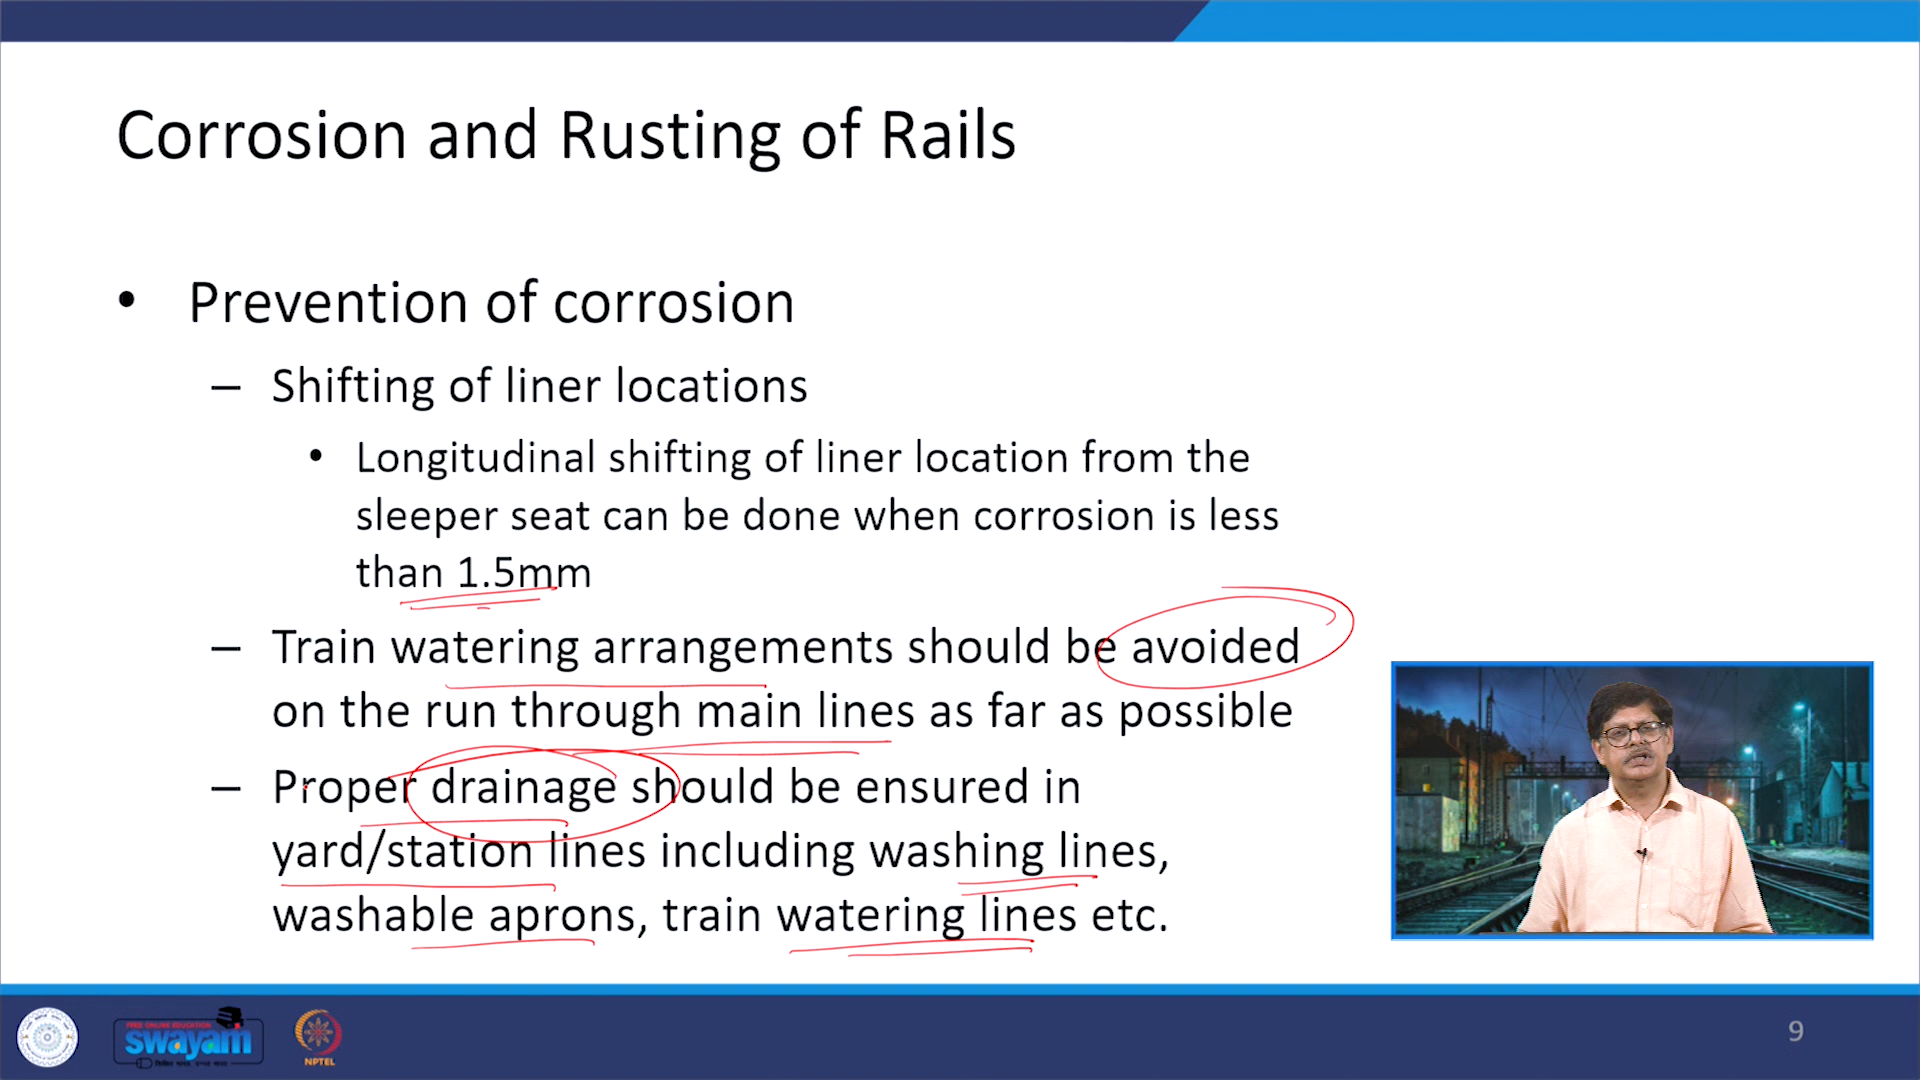 Corrosion and Rusting of Rails
• Prevention of corrosion
– Shifting of liner locations
• Longitudinal shifting of liner location from the
sleeper seat can be done when corrosion is less
than 1.5mm
– Train watering arrangements should be avoided
on the run through main lines as far as possible
– Proper drainage should be ensured in
yard/station lines including washing lines,
washable aprons, train watering lines etc.
FREE ONLINE EDUCATION
swayam
NPTEL
9